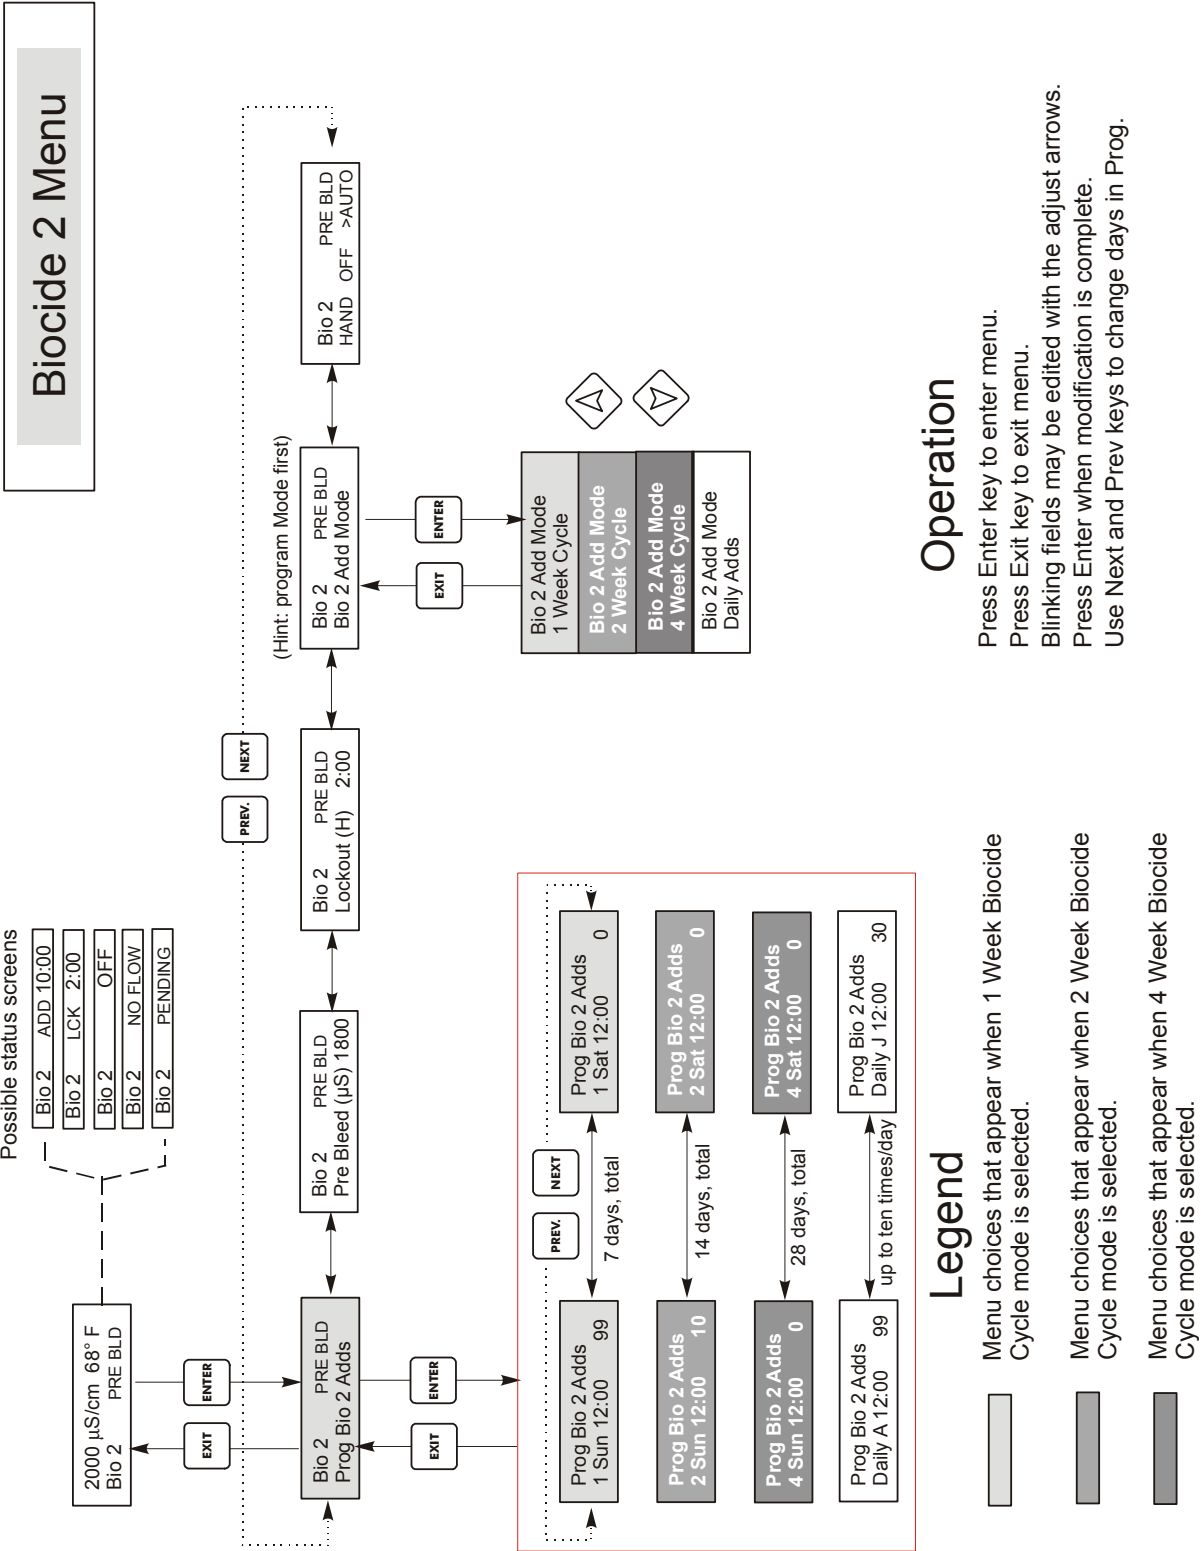 Biocide 2 Menu
Possible status screens
Bio 2 ADD 10:00
Bio 2 LCK 2:00
Bio 2 OFF
Bio 2 NO FLOW
Bio 2 PENDING
2000 µS/cm 68° F
Bio 2 PRE BLD
EXIT
ENTER
PREV.
NEXT
Bio 2 PRE BLD
Prog Bio 2 Adds
Bio 2 PRE BLD
Pre Bleed (µS) 1800
Bio 2 PRE BLD
Lockout (H) 2:00
(Hint: program Mode first)
Bio 2 PRE BLD
Bio 2 Add Mode
Bio 2 PRE BLD
HAND OFF >AUTO
EXIT
ENTER
EXIT
ENTER
Bio 2 Add Mode
1 Week Cycle
Bio 2 Add Mode
2 Week Cycle
Bio 2 Add Mode
4 Week Cycle
Bio 2 Add Mode
Daily Adds
PREV.
NEXT
Prog Bio 2 Adds
1 Sun 12:00 99
7 days, total
Prog Bio 2 Adds
1 Sat 12:00 0
Prog Bio 2 Adds
2 Sun 12:00 10
14 days, total
Prog Bio 2 Adds
2 Sat 12:00 0
Prog Bio 2 Adds
4 Sun 12:00 0
28 days, total
Prog Bio 2 Adds
4 Sat 12:00 0
Prog Bio 2 Adds
Daily A 12:00 99
up to ten times/day
Prog Bio 2 Adds
Daily J 12:00 30
Legend
Menu choices that appear when 1 Week Biocide
Cycle mode is selected.
Menu choices that appear when 2 Week Biocide
Cycle mode is selected.
Menu choices that appear when 4 Week Biocide
Cycle mode is selected.
Operation
Press Enter key to enter menu.
Press Exit key to exit menu.
Blinking fields may be edited with the adjust arrows.
Press Enter when modification is complete.
Use Next and Prev keys to change days in Prog.